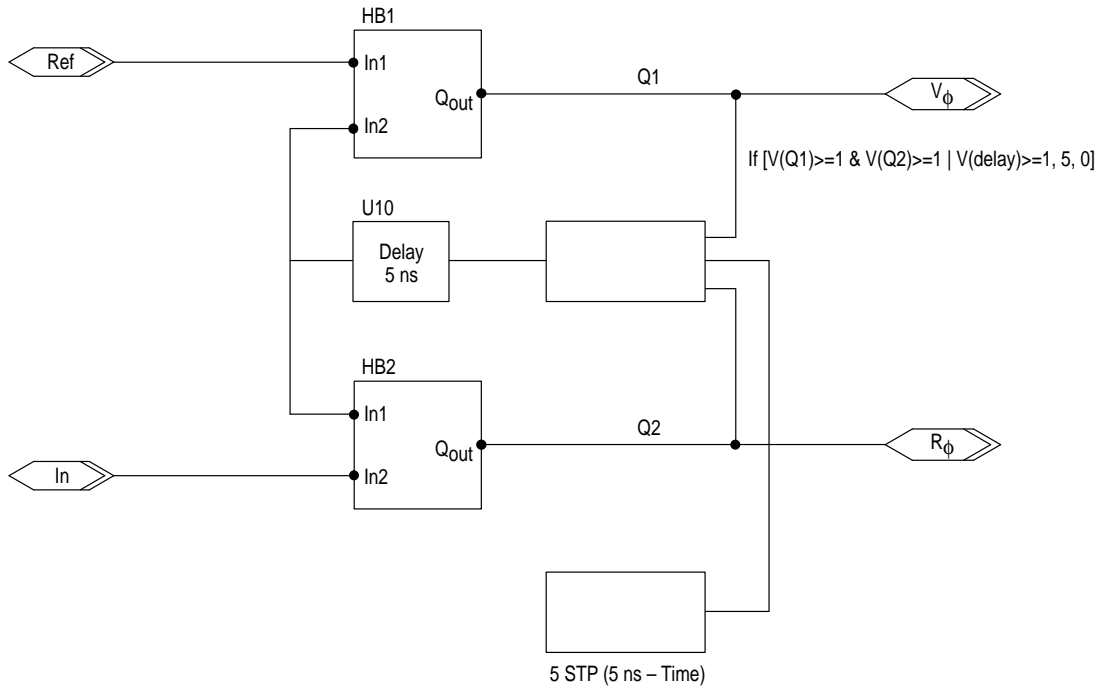 HB1
Ref
In1
Qout
In2
Q1
Vϕ
If [V(Q1)>=1 & V(Q2)>=1 | V(delay)>=1, 5, 0]
U10
Delay
5 ns
HB2
In1
Qout
In2
Q2
Rϕ
In
5 STP (5 ns – Time)